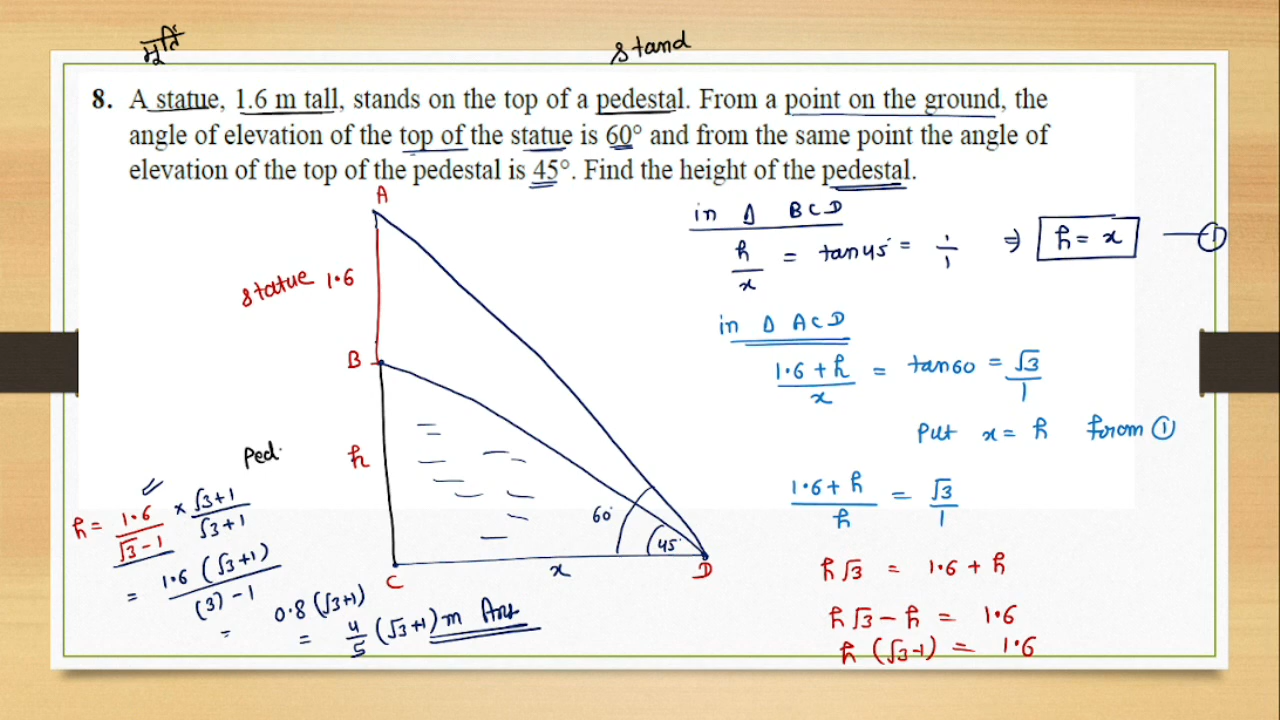 मूर्ति
stand
8. A statue, 1.6 m tall, stands on the top of a pedestal. From a point on the ground, the
angle of elevation of the top of the statue is 60° and from the same point the angle of
elevation of the top of the pedestal is 45°. Find the height of the pedestal.
A
statue 1.6
B
Ped.
h
60°
45°
C
x
D
in Δ BCD
h/x = tan45° = 1/1 ⇒ h = x —①
in Δ ACD
1.6 + h/x = tan60 = √3/1
Put x = h from ①
1.6 + h/h = √3/1
h√3 = 1.6 + h
h√3 − h = 1.6
h (√3-1) = 1.6
h = 1.6/√3-1 × √3+1/√3+1
= 1.6 (√3+1)/(3) - 1
= 0.8 (√3+1)
= 4/5 (√3+1) m Ans